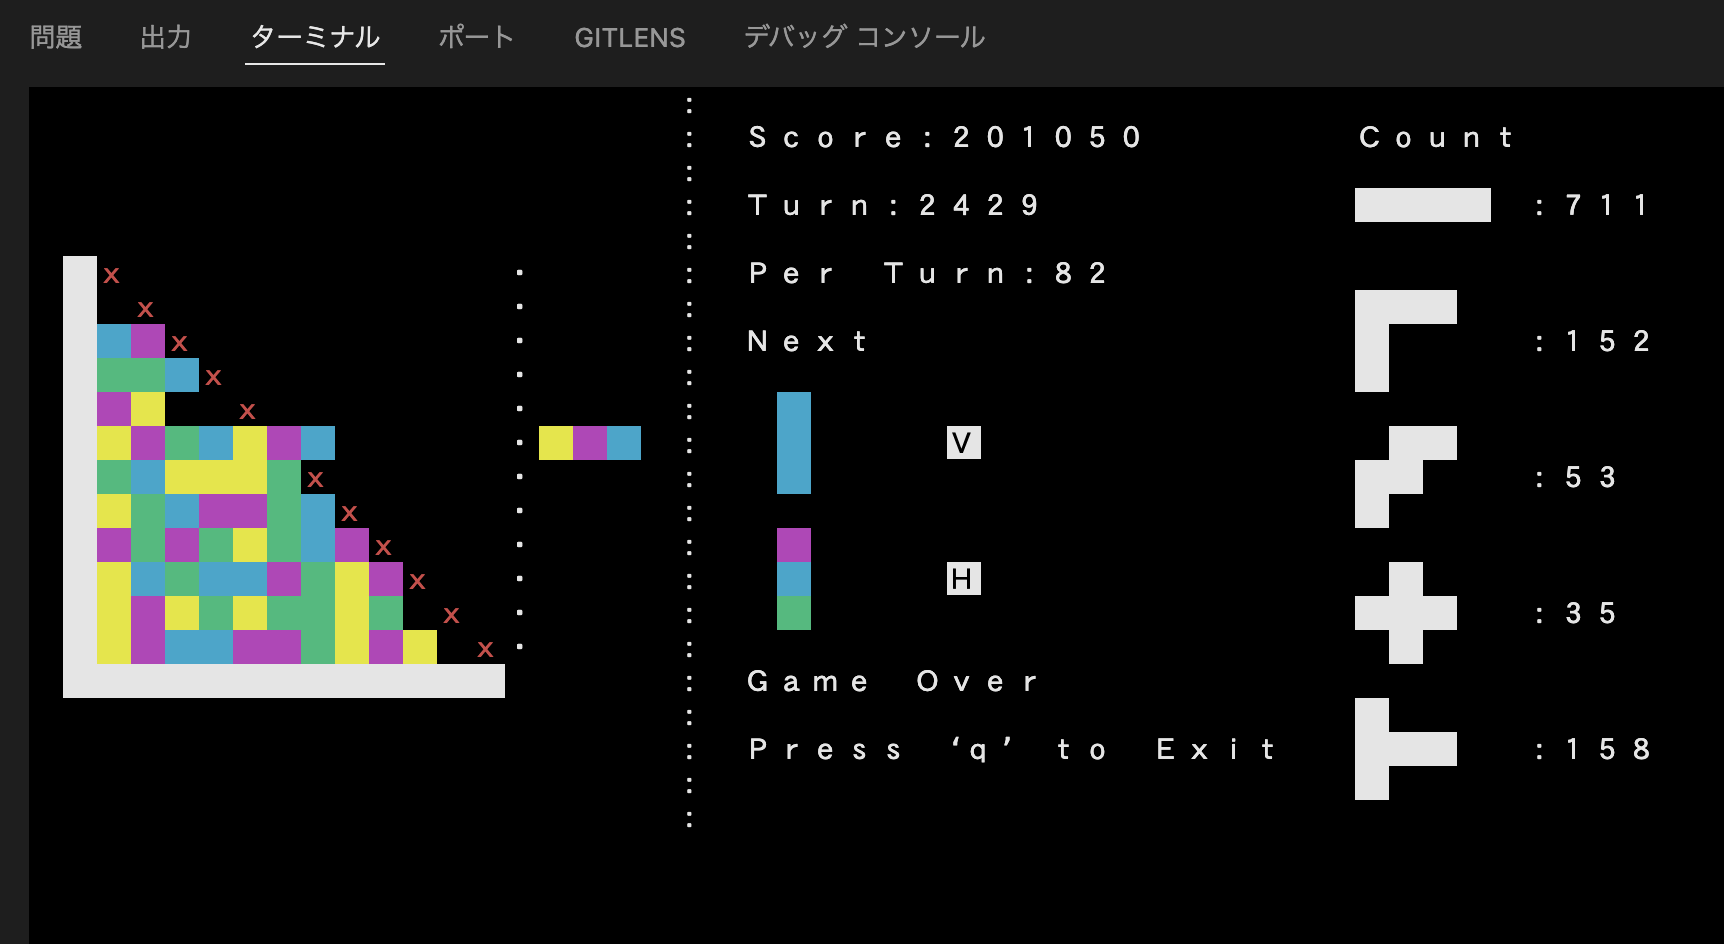 問題 出力 ターミナル ポート GITLENS デバッグ コンソール
Score:201050
Count
Turn:2429
:711
Per Turn:82
Next
:152
V
:53
H
:35
Game Over
Press ‘q’ to Exit
:158
x
x
x
x
x
x
x
x
x
x
x
x